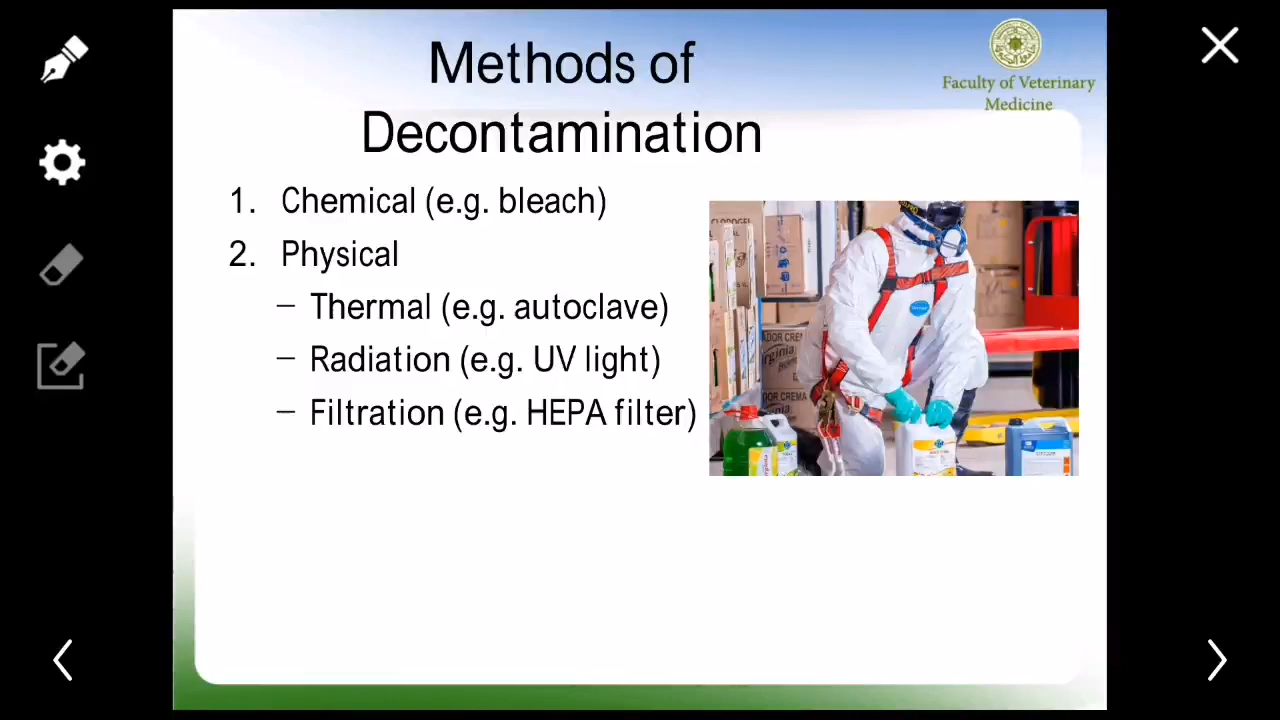 Methods of
Decontamination
Faculty of Veterinary
Medicine
1. Chemical (e.g. bleach)
2. Physical
– Thermal (e.g. autoclave)
– Radiation (e.g. UV light)
– Filtration (e.g. HEPA filter)